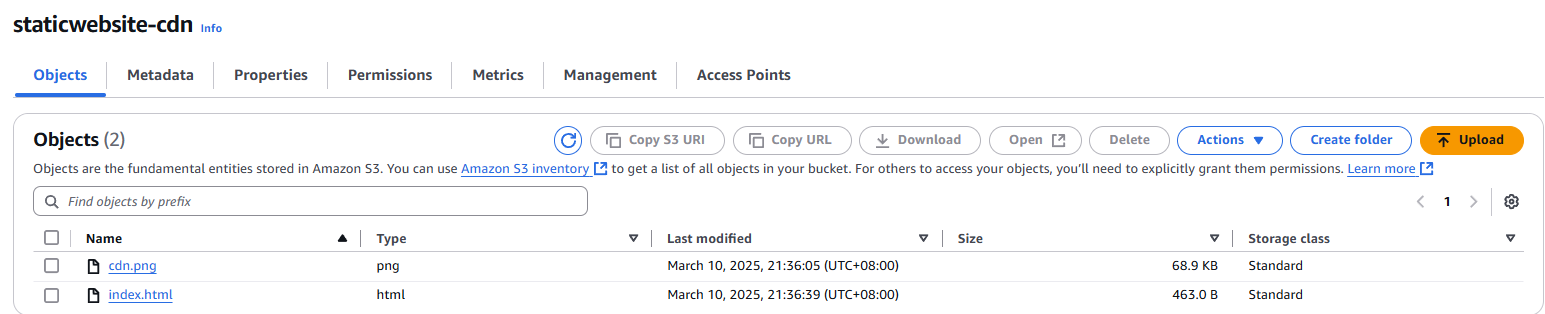 staticwebsite-cdn Info
Objects Metadata Properties Permissions Metrics Management Access Points
Objects (2) Copy S3 URI Copy URL Download Open Delete Actions Create folder Upload
Objects are the fundamental entities stored in Amazon S3. You can use Amazon S3 inventory to get a list of all objects in your bucket. For others to access your objects, you’ll need to explicitly grant them permissions. Learn more
Find objects by prefix 1
Name Type Last modified Size Storage class
cdn.png png March 10, 2025, 21:36:05 (UTC+08:00) 68.9 KB Standard
index.html html March 10, 2025, 21:36:39 (UTC+08:00) 463.0 B Standard